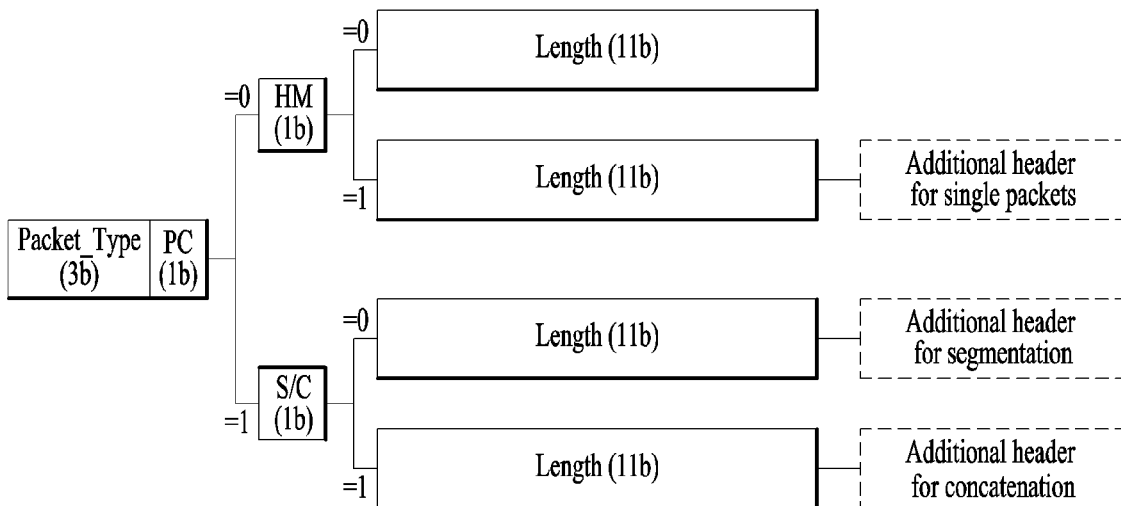 =0
Length (11b)
=0
HM
(1b)
=1
Length (11b)
Additional header
for single packets
Packet_Type
(3b)
PC
(1b)
=0
Length (11b)
Additional header
for segmentation
=1
S/C
(1b)
=1
Length (11b)
Additional header
for concatenation